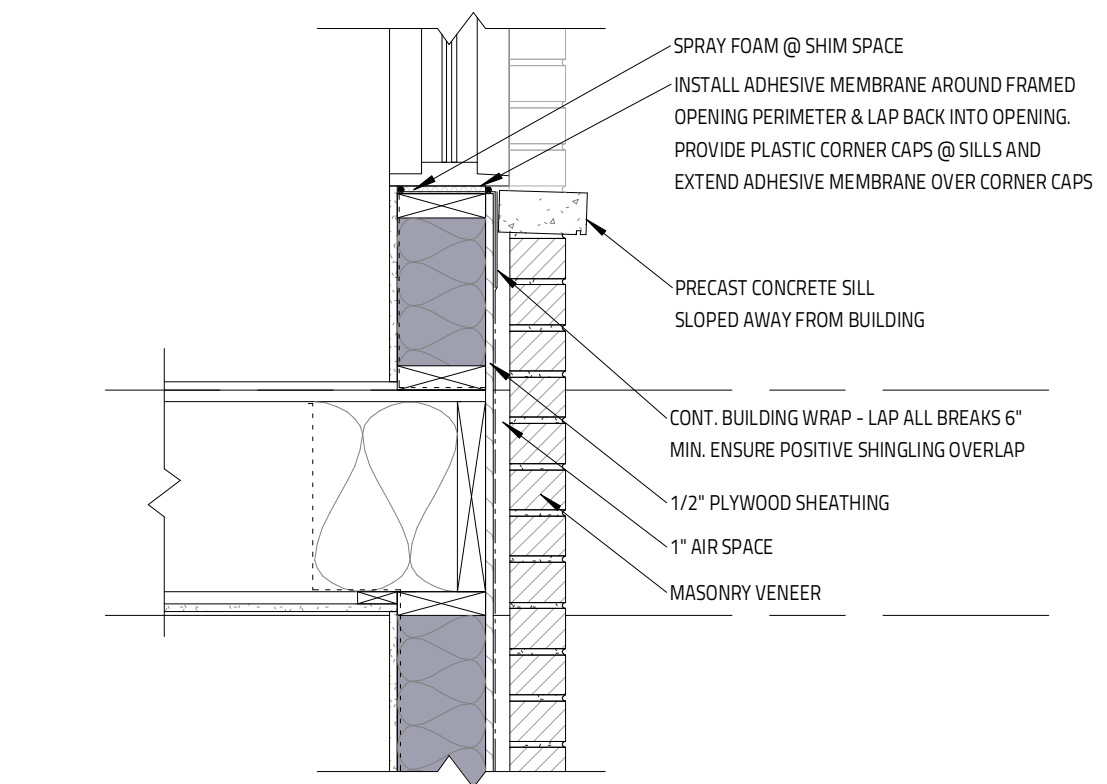 SPRAY FOAM @ SHIM SPACE
INSTALL ADHESIVE MEMBRANE AROUND FRAMED
OPENING PERIMETER & LAP BACK INTO OPENING.
PROVIDE PLASTIC CORNER CAPS @ SILLS AND
EXTEND ADHESIVE MEMBRANE OVER CORNER CAPS
PRECAST CONCRETE SILL
SLOPED AWAY FROM BUILDING
CONT. BUILDING WRAP - LAP ALL BREAKS 6"
MIN. ENSURE POSITIVE SHINGLING OVERLAP
1/2" PLYWOOD SHEATHING
1" AIR SPACE
MASONRY VENEER